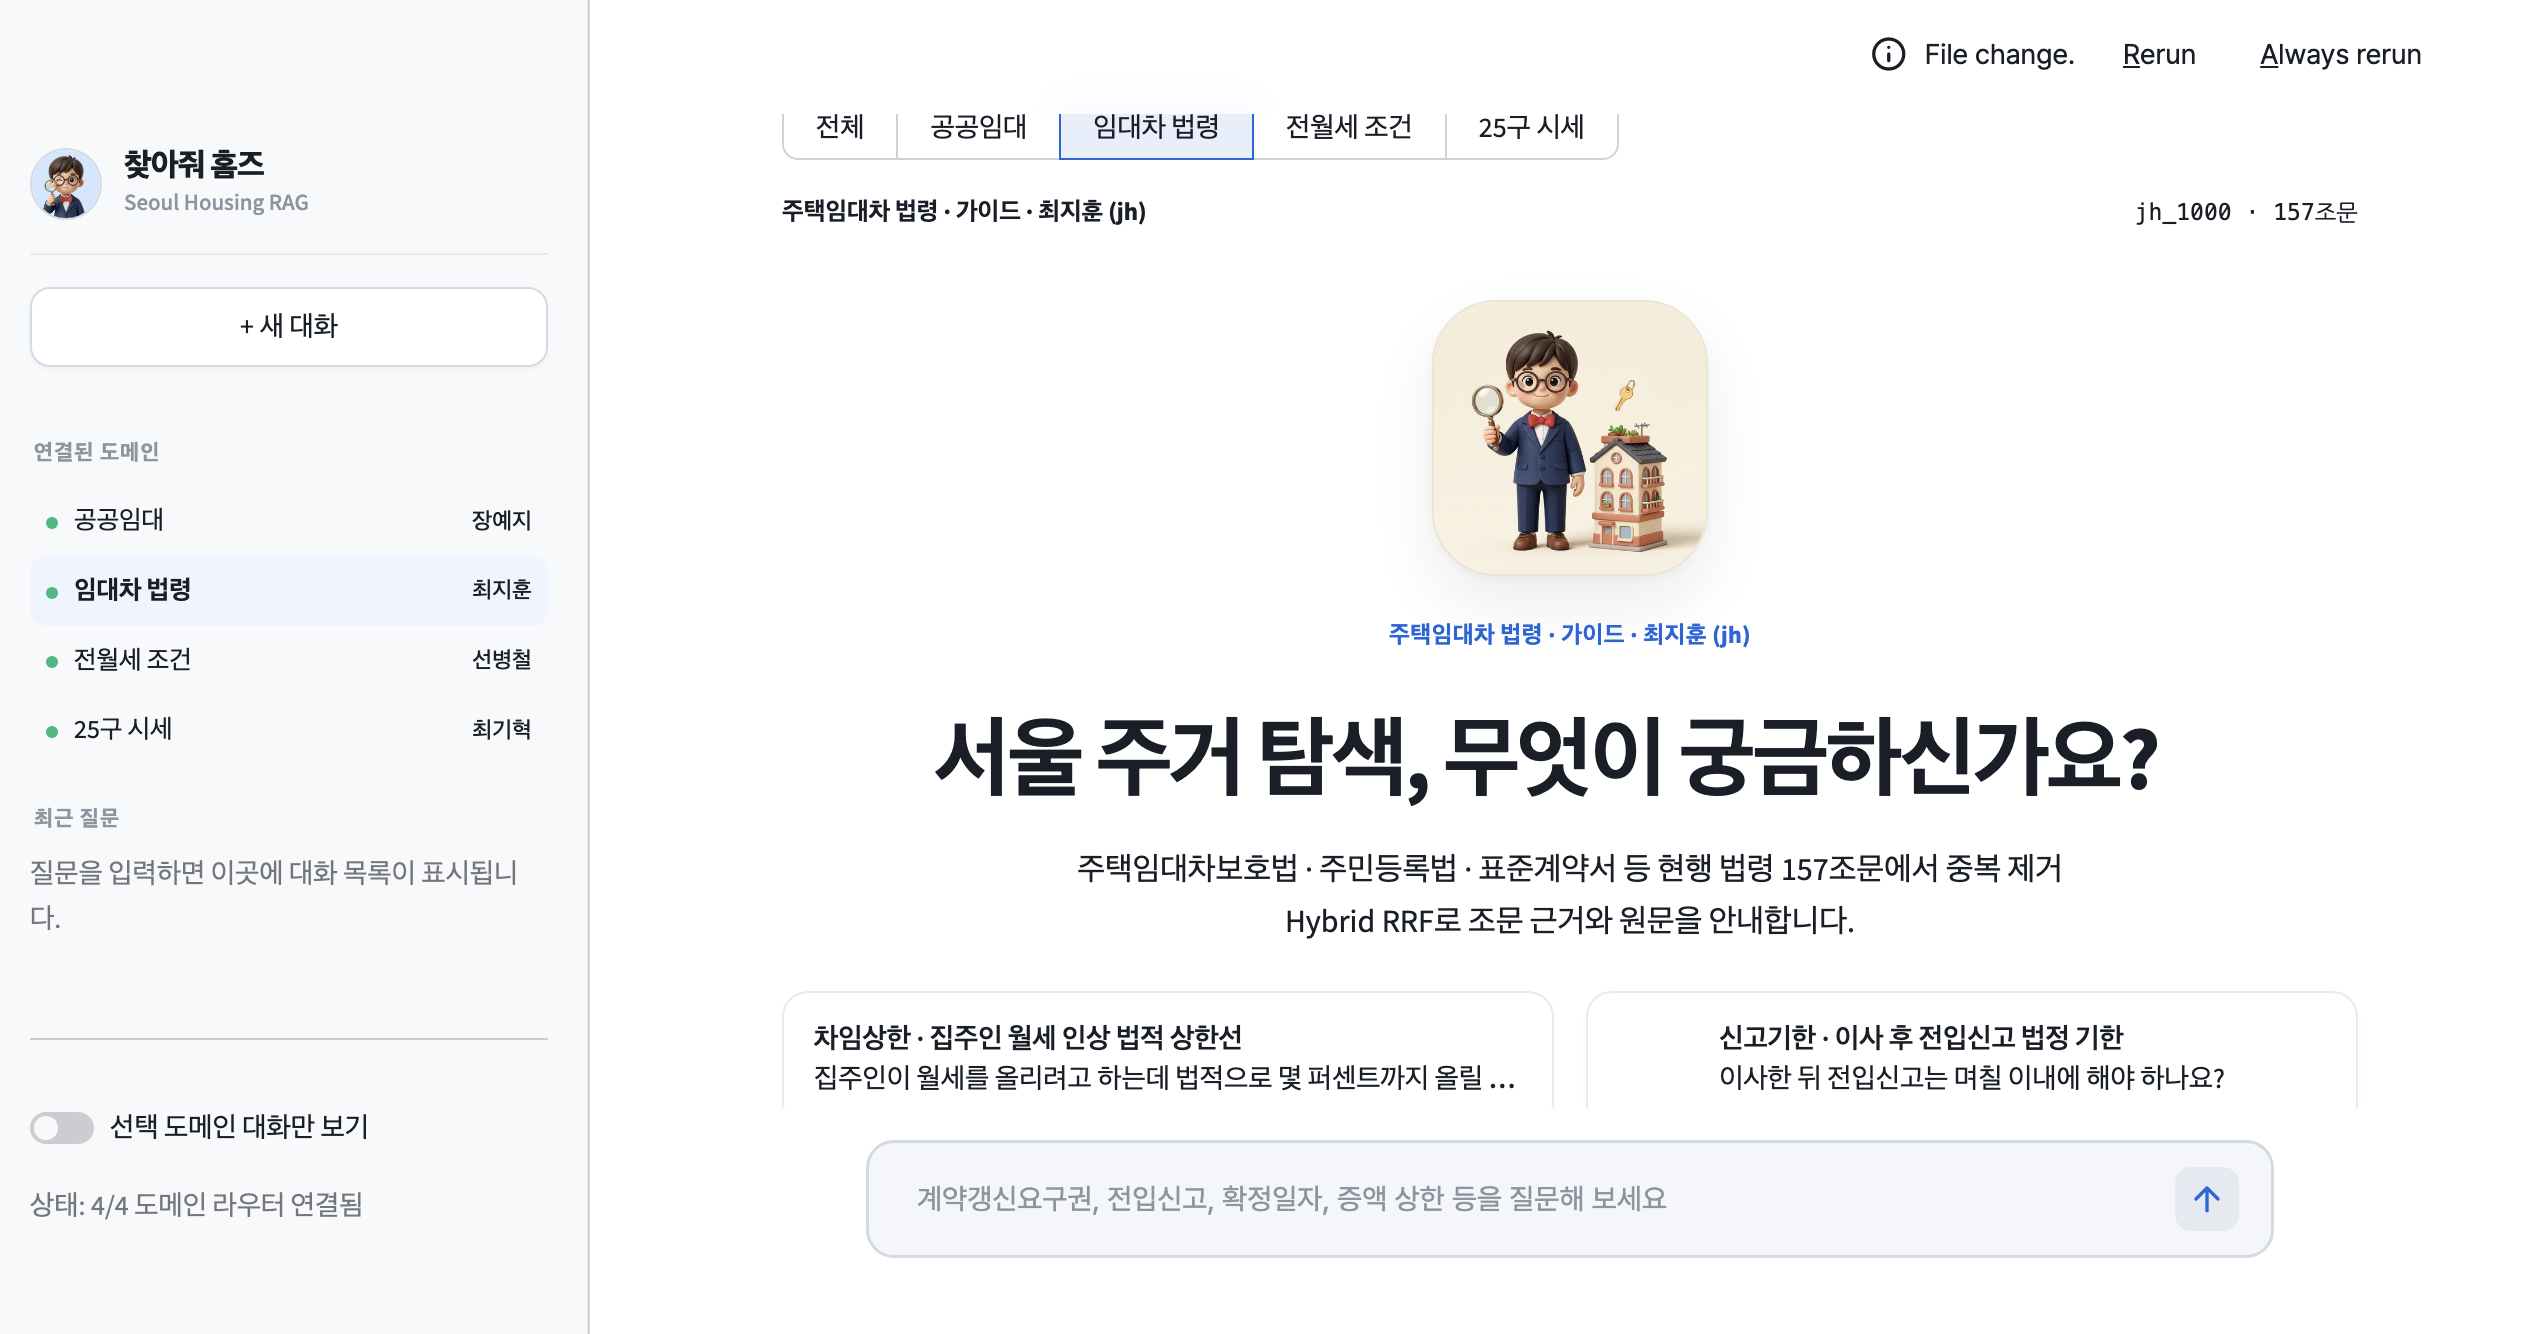 찾아줘 홈즈
Seoul Housing RAG
+ 새 대화
연결된 도메인
공공임대 장예지
임대차 법령 최지훈
전월세 조건 선병철
25구 시세 최기혁
최근 질문
질문을 입력하면 이곳에 대화 목록이 표시됩니
다.
선택 도메인 대화만 보기
상태: 4/4 도메인 라우터 연결됨
File change. Rerun Always rerun
전체 공공임대 임대차 법령 전월세 조건 25구 시세
주택임대차 법령 · 가이드 · 최지훈 (jh) jh_1000 · 157조문
주택임대차 법령 · 가이드 · 최지훈 (jh)
서울 주거 탐색, 무엇이 궁금하신가요?
주택임대차보호법 · 주민등록법 · 표준계약서 등 현행 법령 157조문에서 중복 제거
Hybrid RRF로 조문 근거와 원문을 안내합니다.
차임상한 · 집주인 월세 인상 법적 상한선
집주인이 월세를 올리려고 하는데 법적으로 몇 퍼센트까지 올릴 ...
신고기한 · 이사 후 전입신고 법정 기한
이사한 뒤 전입신고는 며칠 이내에 해야 하나요?
계약갱신요구권, 전입신고, 확정일자, 증액 상한 등을 질문해 보세요